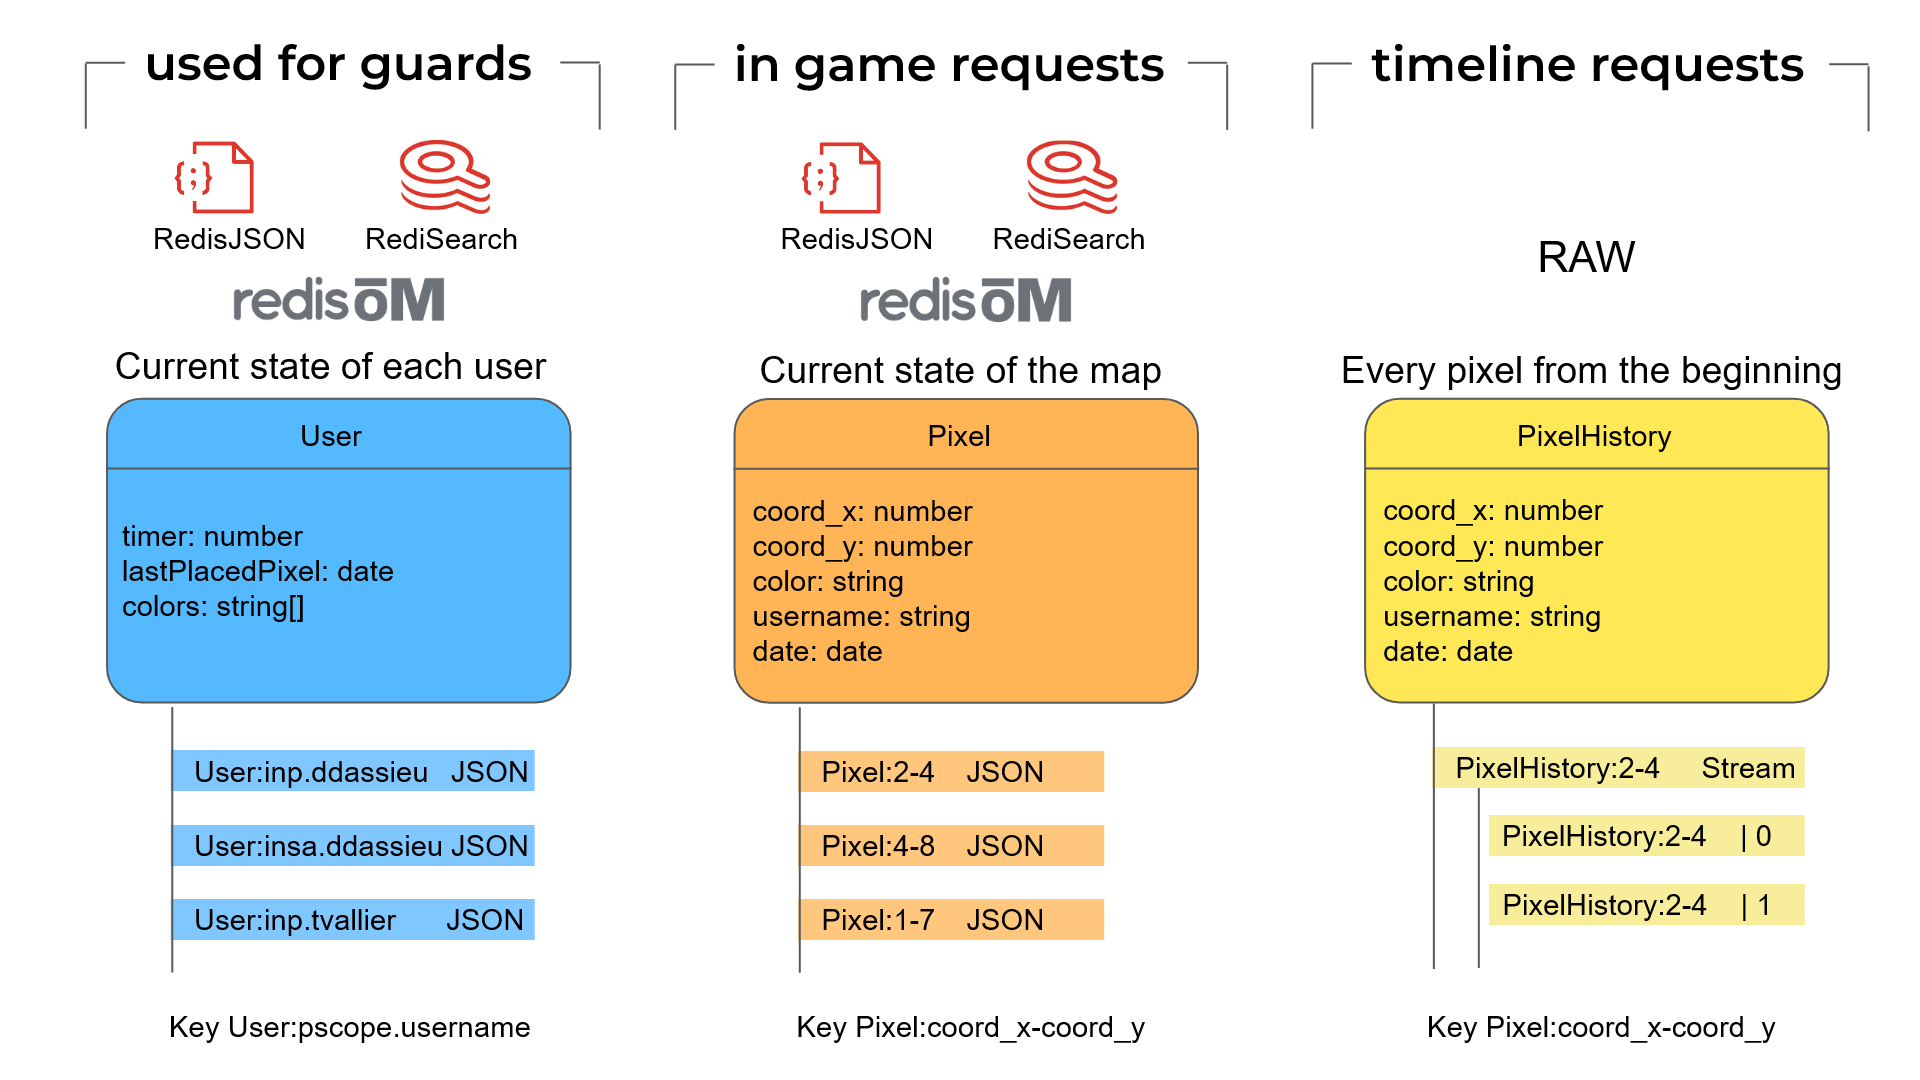 used for guards
RedisJSON RediSearch
redis OM
Current state of each user
User
timer: number
lastPlacedPixel: date
colors: string[]
User:inp.ddassieu JSON
User:insa.ddassieu JSON
User:inp.tvallier JSON
Key User:pscope.username
in game requests
RedisJSON RediSearch
redis OM
Current state of the map
Pixel
coord_x: number
coord_y: number
color: string
username: string
date: date
Pixel:2-4 JSON
Pixel:4-8 JSON
Pixel:1-7 JSON
Key Pixel:coord_x-coord_y
timeline requests
RAW
Every pixel from the beginning
PixelHistory
coord_x: number
coord_y: number
color: string
username: string
date: date
PixelHistory:2-4 Stream
PixelHistory:2-4 | 0
PixelHistory:2-4 | 1
Key Pixel:coord_x-coord_y